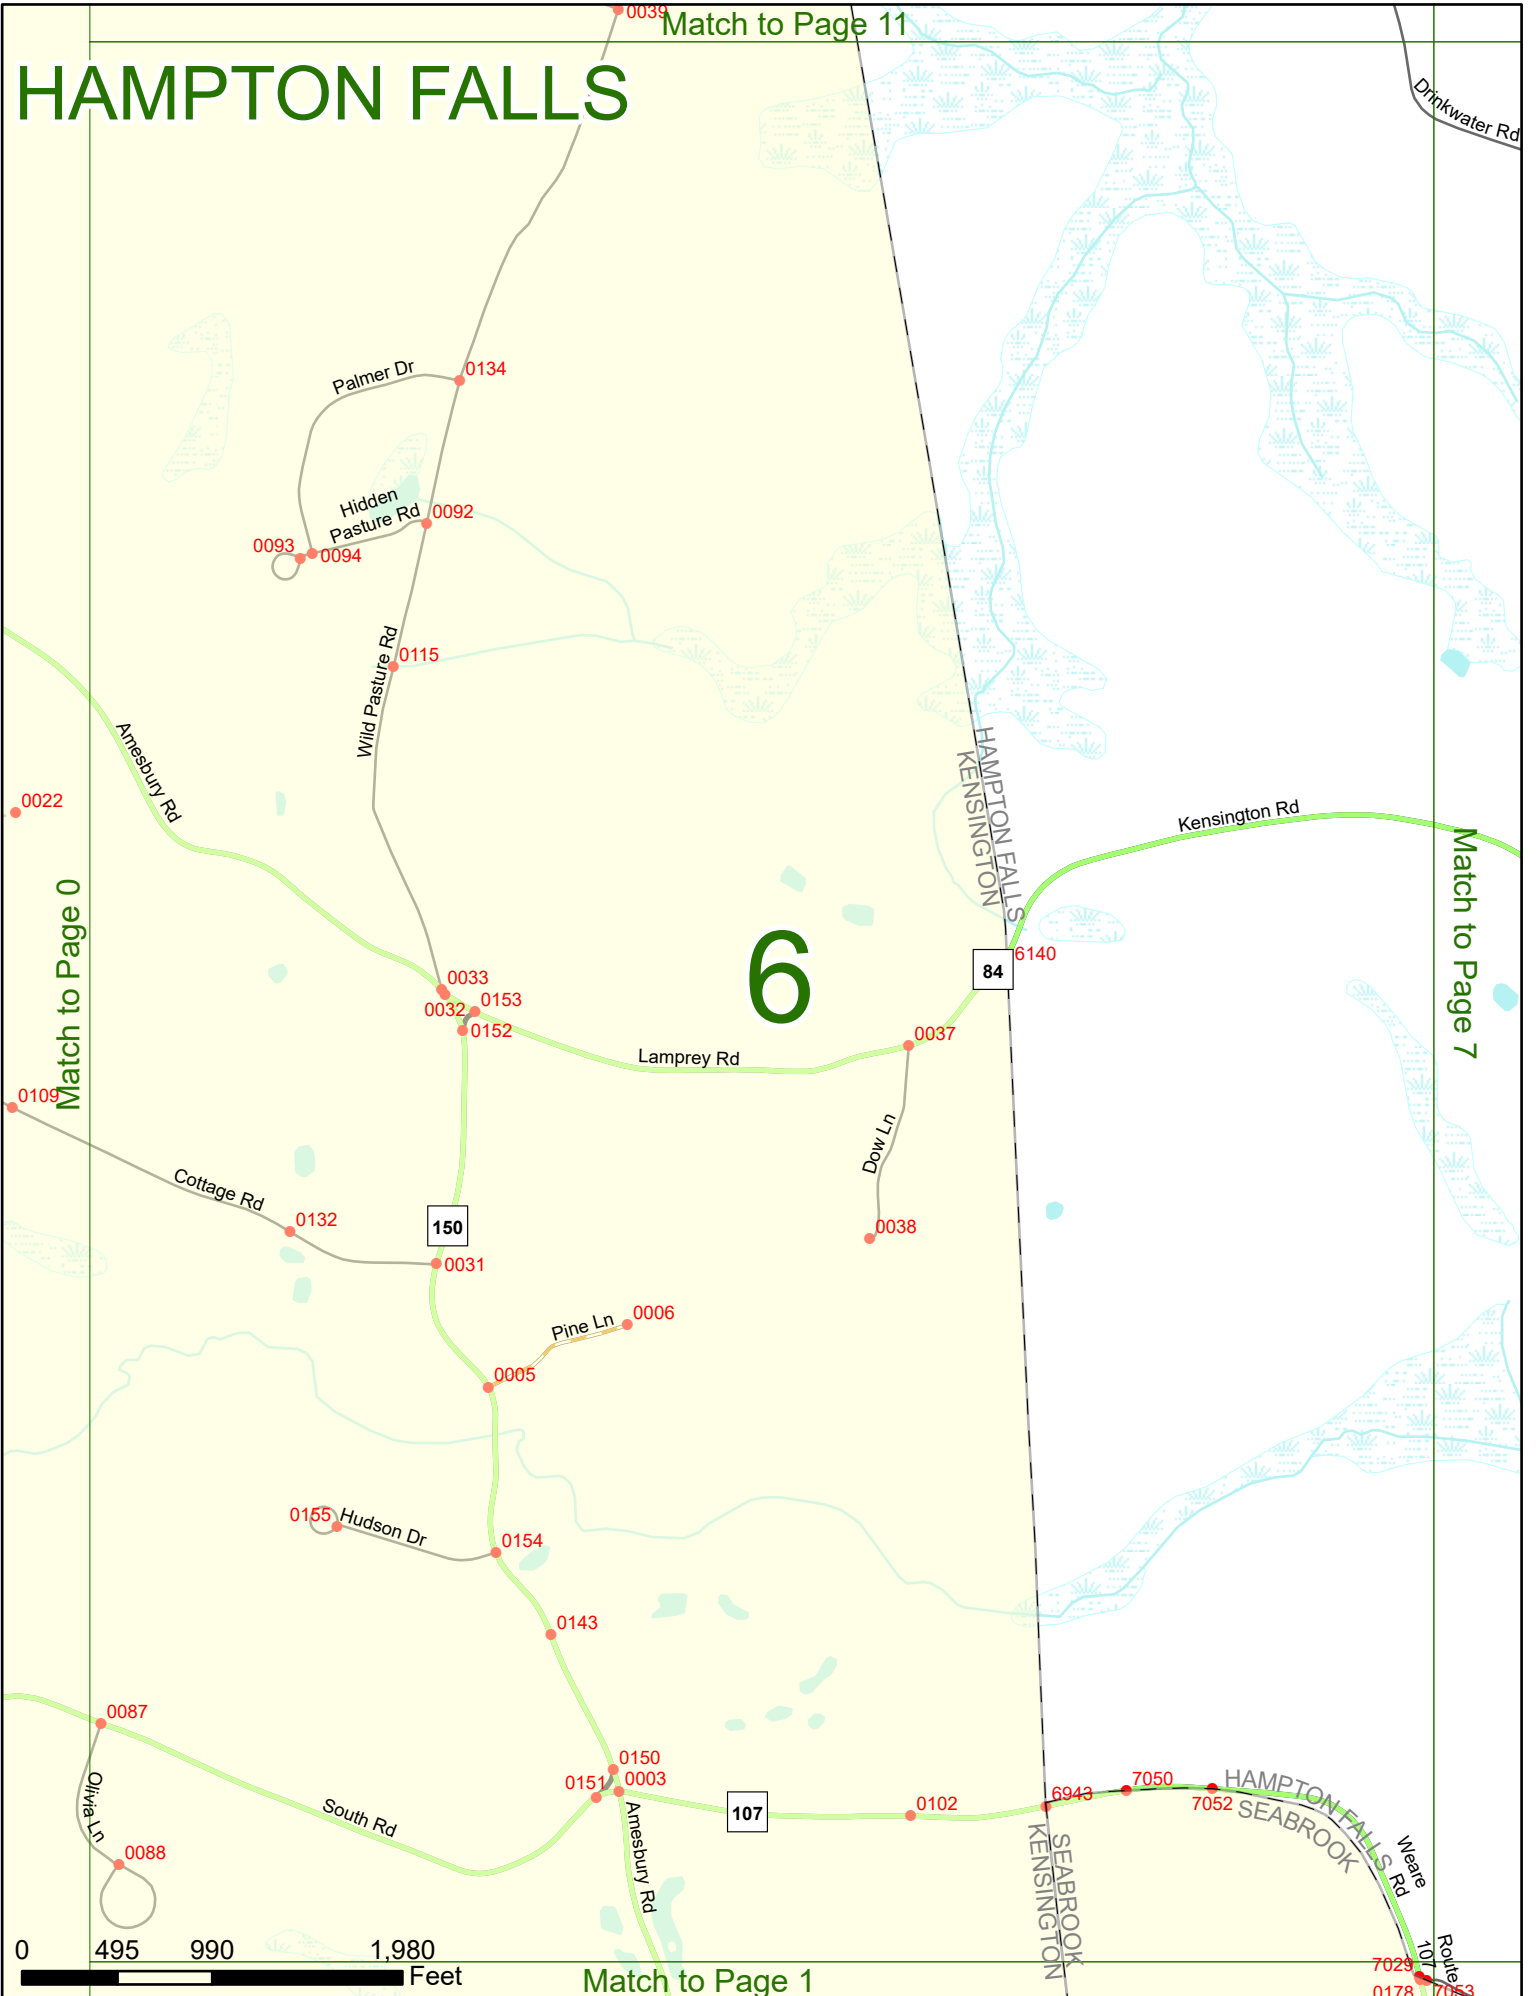 0039
Match to Page 11
HAMPTON FALLS
Drinkwater Rd
Palmer Dr
0134
Hidden
Pasture Rd
0092
0093
0094
Wild Pasture Rd
0115
Amesbury Rd
0022
HAMPTON FALLS
KENSINGTON
Kensington Rd
Match to Page 0
Match to Page 7
6
84
6140
0033
0032
0153
0152
Lamprey Rd
0037
Dow Ln
0038
0109
Cottage Rd
0132
150
0031
Pine Ln
0006
0005
0155
Hudson Dr
0154
0143
0087
Olivia Ln
0088
South Rd
0150
0151
0003
Amesbury Rd
107
0102
6943
7050
7052
HAMPTON FALLS
SEABROOK
SEABROOK
KENSINGTON
Weare
Rd
Route
107
7029
0178
7053
0 495 990 1,980
Feet
Match to Page 1